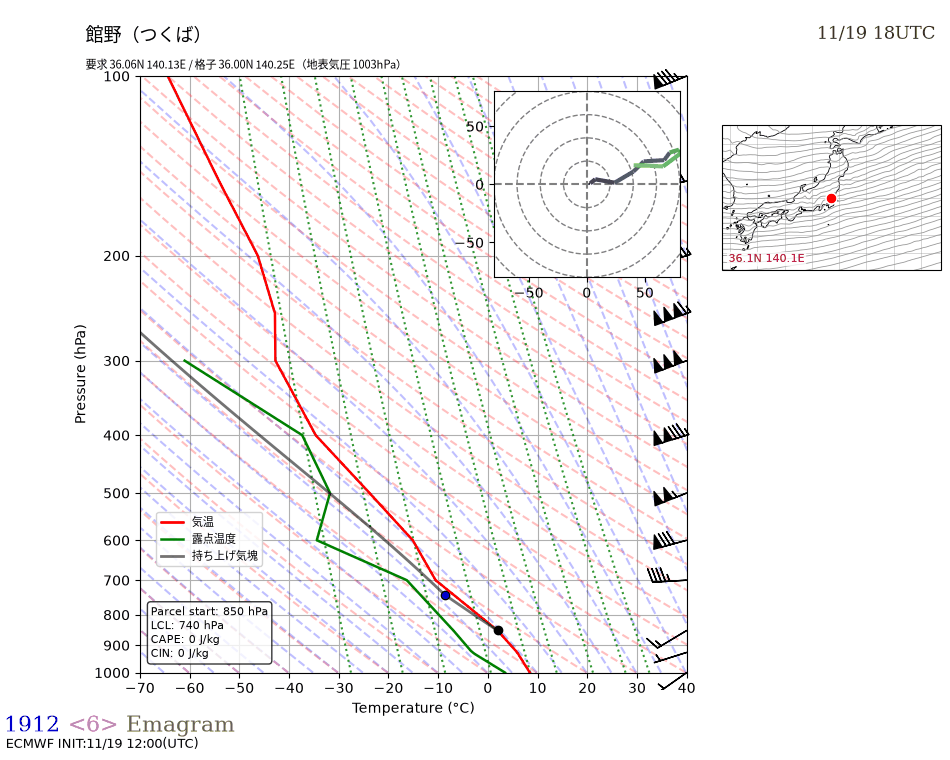 館野（つくば）
11/19 18UTC
要求 36.06N 140.13E / 格子 36.00N 140.25E（地表気圧 1003hPa）
100
200
300
400
500
600
700
800
900
1000
Pressure (hPa)
50
0
−50
−50 0 50
36.1N 140.1E
気温
露点温度
持ち上げ気塊
Parcel start: 850 hPa
LCL: 740 hPa
CAPE: 0 J/kg
CIN: 0 J/kg
−70 −60 −50 −40 −30 −20 −10 0 10 20 30 40
Temperature (°C)
1912 <6> Emagram
ECMWF INIT:11/19 12:00(UTC)